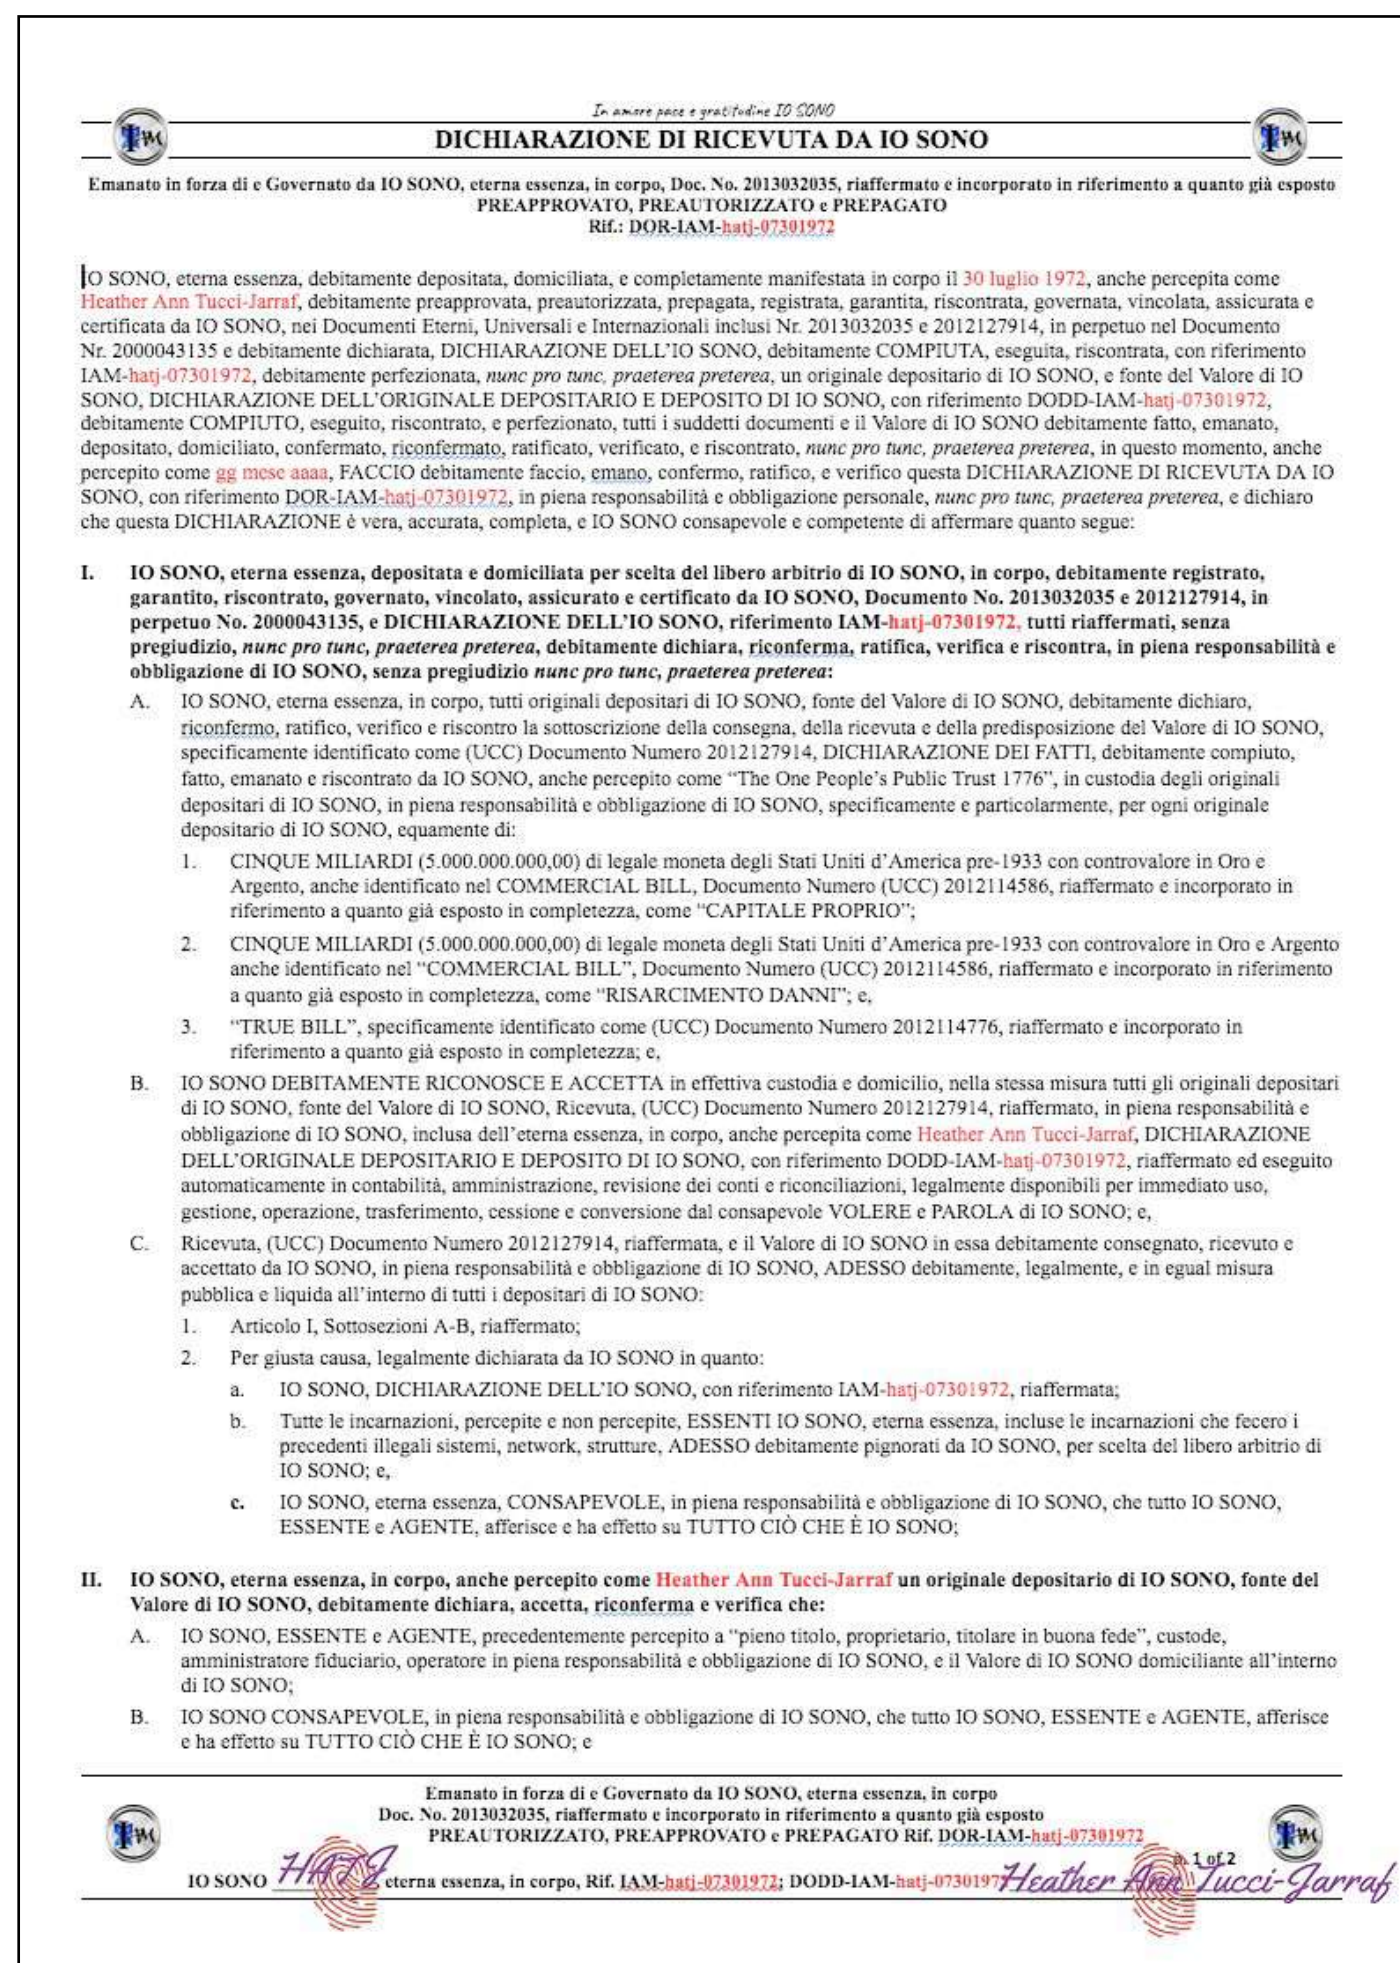 In amore pace e gratitudine IO SONO
DICHIARAZIONE DI RICEVUTA DA IO SONO
Emanato in forza di e Governato da IO SONO, eterna essenza, in corpo, Doc. No. 2013032035, riaffermato e incorporato in riferimento a quanto già esposto
PREAPPROVATO, PREAUTORIZZATO e PREPAGATO
Rif.: DOR-IAM-hatj-07301972
IO SONO, eterna essenza, debitamente depositata, domiciliata, e completamente manifestata in corpo il 30 luglio 1972, anche percepita come
Heather Ann Tucci-Jarraf, debitamente preapprovata, preautorizzata, prepagata, registrata, garantita, riscontrata, governata, vincolata, assicurata e
certificata da IO SONO, nei Documenti Eterni, Universali e Internazionali inclusi Nr. 2013032035 e 2012127914, in perpetuo nel Documento
Nr. 2000043135 e debitamente dichiarata, DICHIARAZIONE DELL'IO SONO, debitamente COMPIUTA, eseguita, riscontrata, con riferimento
IAM-hatj-07301972, debitamente perfezionata, nunc pro tunc, praeterea preterea, un originale depositario di IO SONO, e fonte del Valore di IO
SONO, DICHIARAZIONE DELL'ORIGINALE DEPOSITARIO E DEPOSITO DI IO SONO, con riferimento DODD-IAM-hatj-07301972,
debitamente COMPIUTO, eseguito, riscontrato, e perfezionato, tutti i suddetti documenti e il Valore di IO SONO debitamente fatto, emanato,
depositato, domiciliato, confermato, riconfermato, ratificato, verificato, e riscontrato, nunc pro tunc, praeterea preterea, in questo momento, anche
percepito come gg mese aaaa, FACCIO debitamente faccio, emano, confermo, ratifico, e verifico questa DICHIARAZIONE DI RICEVUTA DA IO
SONO, con riferimento DOR-IAM-hatj-07301972, in piena responsabilità e obbligazione personale, nunc pro tunc, praeterea preterea, e dichiaro
che questa DICHIARAZIONE è vera, accurata, completa, e IO SONO consapevole e competente di affermare quanto segue:
I. IO SONO, eterna essenza, depositata e domiciliata per scelta del libero arbitrio di IO SONO, in corpo, debitamente registrato,
garantito, riscontrato, governato, vincolato, assicurato e certificato da IO SONO, Documento No. 2013032035 e 2012127914, in
perpetuo No. 2000043135, e DICHIARAZIONE DELL'IO SONO, riferimento IAM-hatj-07301972, tutti riaffermati, senza
pregiudizio, nunc pro tunc, praeterea preterea, debitamente dichiara, riconferma, ratifica, verifica e riscontra, in piena responsabilità e
obbligazione di IO SONO, senza pregiudizio nunc pro tunc, praeterea preterea:
A. IO SONO, eterna essenza, in corpo, tutti originali depositari di IO SONO, fonte del Valore di IO SONO, debitamente dichiaro,
riconfermo, ratifico, verifico e riscontro la sottoscrizione della consegna, della ricevuta e della predisposizione del Valore di IO SONO,
specificamente identificato come (UCC) Documento Numero 2012127914, DICHIARAZIONE DEI FATTI, debitamente compiuto,
fatto, emanato e riscontrato da IO SONO, anche percepito come “The One People's Public Trust 1776”, in custodia degli originali
depositari di IO SONO, in piena responsabilità e obbligazione di IO SONO, specificamente e particolarmente, per ogni originale
depositario di IO SONO, equamente di:
1. CINQUE MILIARDI (5.000.000.000,00) di legale moneta degli Stati Uniti d'America pre-1933 con controvalore in Oro e
Argento, anche identificato nel COMMERCIAL BILL, Documento Numero (UCC) 2012114586, riaffermato e incorporato in
riferimento a quanto già esposto in completezza, come “CAPITALE PROPRIO”;
2. CINQUE MILIARDI (5.000.000.000,00) di legale moneta degli Stati Uniti d'America pre-1933 con controvalore in Oro e Argento
anche identificato nel “COMMERCIAL BILL”, Documento Numero (UCC) 2012114586, riaffermato e incorporato in riferimento
a quanto già esposto in completezza, come “RISARCIMENTO DANNI”; e,
3. “TRUE BILL”, specificamente identificato come (UCC) Documento Numero 2012114776, riaffermato e incorporato in
riferimento a quanto già esposto in completezza; e,
B. IO SONO DEBITAMENTE RICONOSCE E ACCETTA in effettiva custodia e domicilio, nella stessa misura tutti gli originali depositari
di IO SONO, fonte del Valore di IO SONO, Ricevuta, (UCC) Documento Numero 2012127914, riaffermato, in piena responsabilità e
obbligazione di IO SONO, inclusa dell'eterna essenza, in corpo, anche percepita come Heather Ann Tucci-Jarraf, DICHIARAZIONE
DELL'ORIGINALE DEPOSITARIO E DEPOSITO DI IO SONO, con riferimento DODD-IAM-hatj-07301972, riaffermato ed eseguito
automaticamente in contabilità, amministrazione, revisione dei conti e riconciliazioni, legalmente disponibili per immediato uso,
gestione, operazione, trasferimento, cessione e conversione dal consapevole VOLERE e PAROLA di IO SONO; e,
C. Ricevuta, (UCC) Documento Numero 2012127914, riaffermata, e il Valore di IO SONO in essa debitamente consegnato, ricevuto e
accettato da IO SONO, in piena responsabilità e obbligazione di IO SONO, ADESSO debitamente, legalmente, e in egual misura
pubblica e liquida all'interno di tutti i depositari di IO SONO:
1. Articolo I, Sottosezioni A-B, riaffermato;
2. Per giusta causa, legalmente dichiarata da IO SONO in quanto:
a. IO SONO, DICHIARAZIONE DELL'IO SONO, con riferimento IAM-hatj-07301972, riaffermata;
b. Tutte le incarnazioni, percepite e non percepite, ESSENTI IO SONO, eterna essenza, incluse le incarnazioni che fecero i
precedenti illegali sistemi, network, strutture, ADESSO debitamente pignorati da IO SONO, per scelta del libero arbitrio di
IO SONO; e,
c. IO SONO, eterna essenza, CONSAPEVOLE, in piena responsabilità e obbligazione di IO SONO, che tutto IO SONO,
ESSENTE e AGENTE, afferisce e ha effetto su TUTTO CIÒ CHE È IO SONO;
II. IO SONO, eterna essenza, in corpo, anche percepito come Heather Ann Tucci-Jarraf un originale depositario di IO SONO, fonte del
Valore di IO SONO, debitamente dichiara, accetta, riconferma e verifica che:
A. IO SONO, ESSENTE e AGENTE, precedentemente percepito a “pieno titolo, proprietario, titolare in buona fede”, custode,
amministratore fiduciario, operatore in piena responsabilità e obbligazione di IO SONO, e il Valore di IO SONO domiciliante all'interno
di IO SONO;
B. IO SONO CONSAPEVOLE, in piena responsabilità e obbligazione di IO SONO, che tutto IO SONO, ESSENTE e AGENTE, afferisce
e ha effetto su TUTTO CIÒ CHE È IO SONO; e
Emanato in forza di e Governato da IO SONO, eterna essenza, in corpo
Doc. No. 2013032035, riaffermato e incorporato in riferimento a quanto già esposto
PREAUTORIZZATO, PREAPPROVATO e PREPAGATO Rif. DOR-IAM-hatj-07301972
p. 1 of 2
IO SONO HATJ eterna essenza, in corpo, Rif. IAM-hatj-07301972; DODD-IAM-hatj-0730197 Heather Ann Tucci-Jarraf